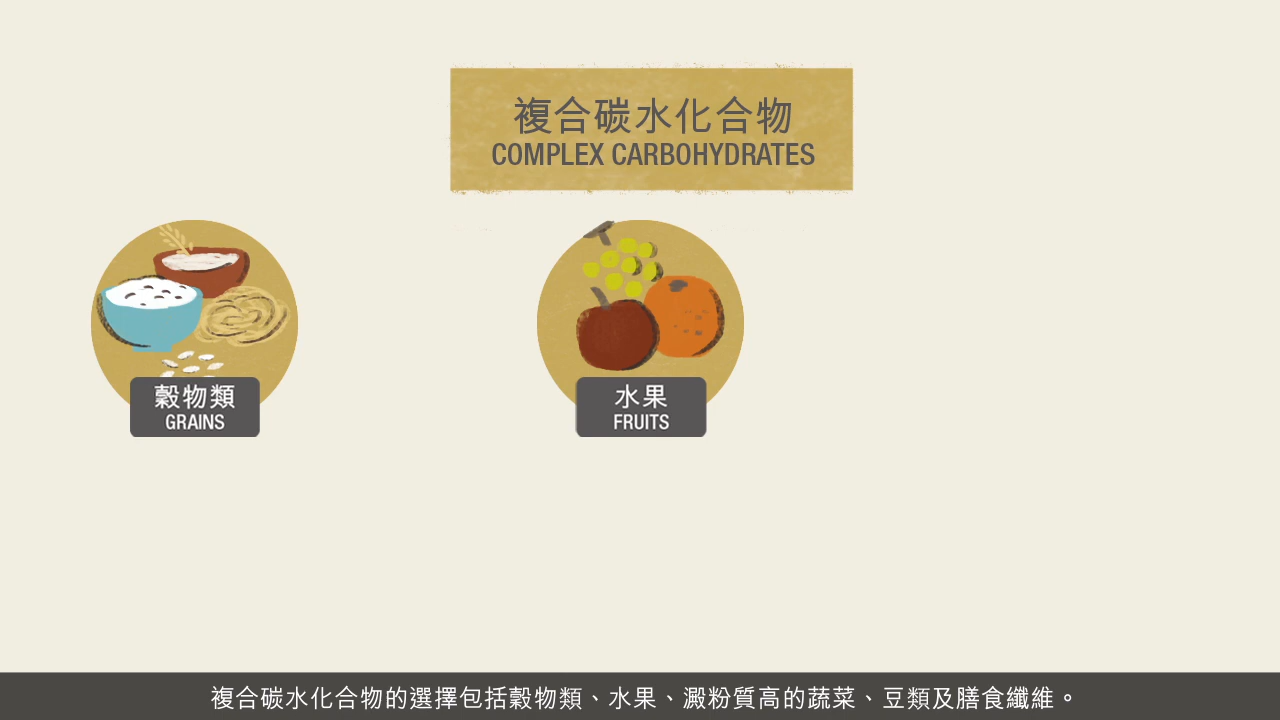 複合碳水化合物
COMPLEX CARBOHYDRATES
穀物類
GRAINS
水果
FRUITS
複合碳水化合物的選擇包括穀物類、水果、澱粉質高的蔬菜、豆類及膳食纖維。